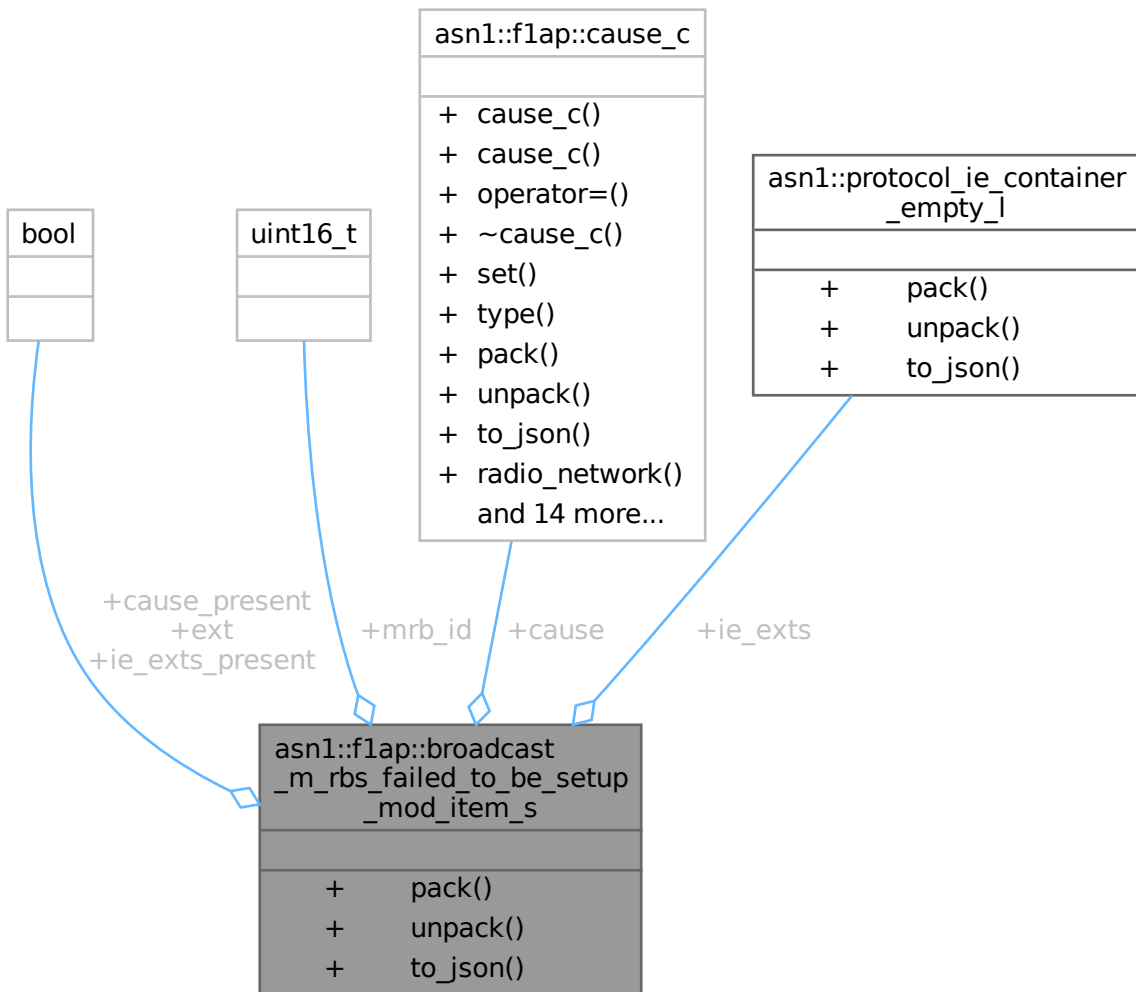 asn1::f1ap::cause_c
+ cause_c()
+ cause_c()
+ operator=()
+ ~cause_c()
+ set()
+ type()
+ pack()
+ unpack()
+ to_json()
+ radio_network()
and 14 more...
asn1::protocol_ie_container
_empty_l
+ pack()
+ unpack()
+ to_json()
bool
uint16_t
+cause_present
+ext
+ie_exts_present
+mrb_id
+cause
+ie_exts
asn1::f1ap::broadcast
_m_rbs_failed_to_be_setup
_mod_item_s
+ pack()
+ unpack()
+ to_json()